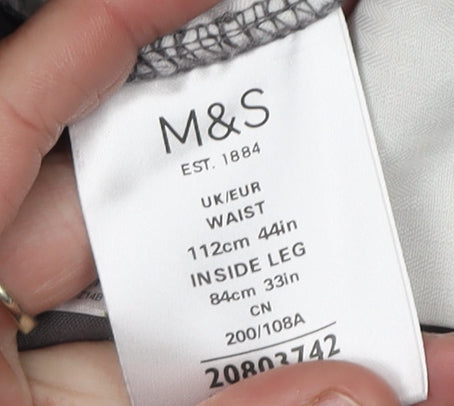 M&S
EST. 1884
UK/EUR
WAIST
112cm 44in
INSIDE LEG
84cm 33in
CN
200/108A
20803742